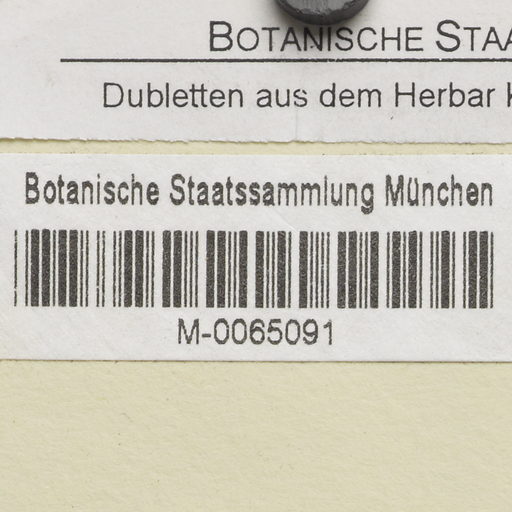 BOTANISCHE STAA
Dubletten aus dem Herbar
Botanische Staatssammlung München
M-0065091